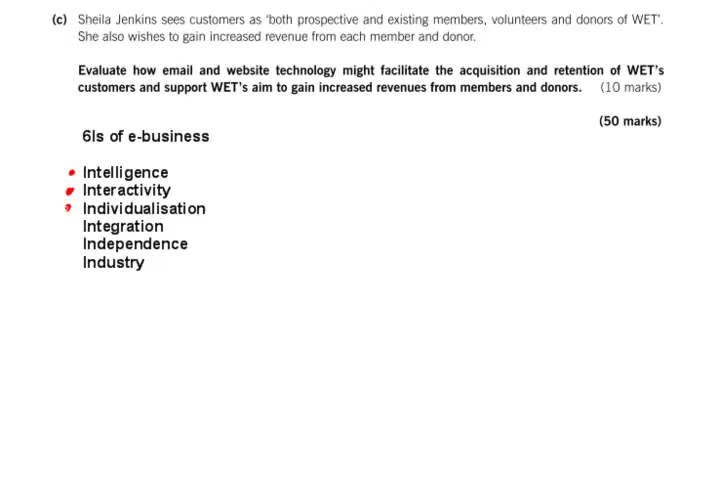 (c) Sheila Jenkins sees customers as 'both prospective and existing members, volunteers and donors of WET'.
She also wishes to gain increased revenue from each member and donor.
Evaluate how email and website technology might facilitate the acquisition and retention of WET's
customers and support WET's aim to gain increased revenues from members and donors. (10 marks)
(50 marks)
6Is of e-business
Intelligence
Interactivity
Individualisation
Integration
Independence
Industry